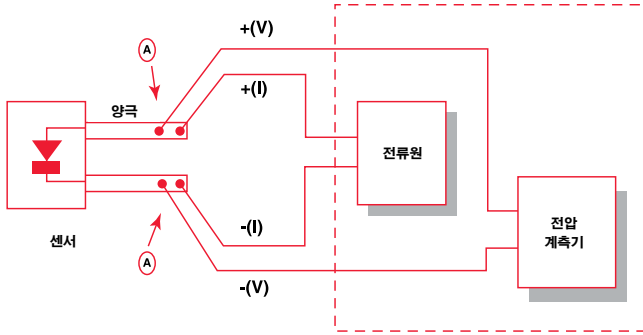 +(V)
Ⓐ
+(I)
양극
전류원
센서
-(I)
전압
계측기
Ⓐ
-(V)